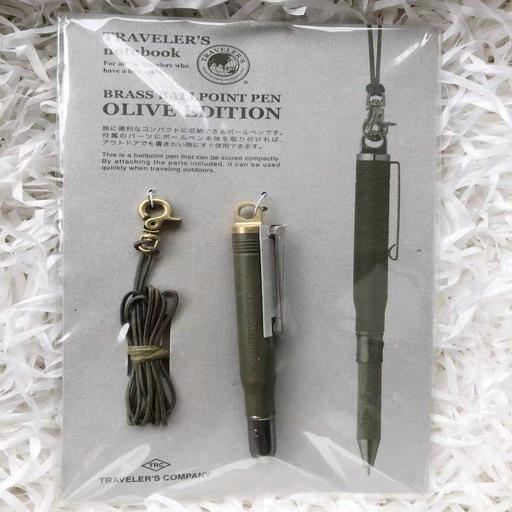 TRAVELER'S
notebook
For all the travelers who
have a free
TRAVELER'S
BRASS BALLPOINT PEN
OLIVE EDITION
旅に便利なコンパクトに収納できるボールペンです。
付属のパーツにボールペン本体を取り付ければ、
アウトドアでも書きたい時にすぐ使用できます。
This is a ballpoint pen that can be stored compactly.
By attaching the parts included, it can be used
quickly when traveling outdoors.
TRC
TRAVELER'S COMPANY